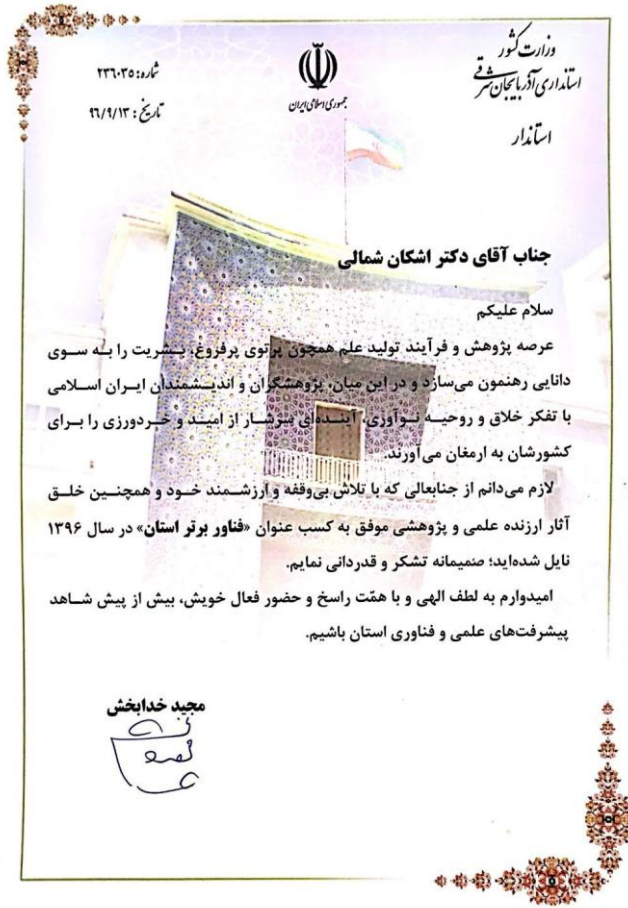 وزارت کشور
استانداری آذربایجان شرقی
استاندار
جمهوری اسلامی ایران
شماره: ۲۳۶۰۳۵
تاریخ: ۹۶/۹/۱۳
جناب آقای دکتر اشکان شمالی
سلام علیکم
عرصه پژوهش و فرآیند تولید علم همچون پرتوی پرفروغ، بشریت را به سوی
دانایی رهنمون می‌سازد و در این میان، پژوهشگران و اندیشمندان ایران اسلامی
با تفکر خلاق و روحیه نوآوری، آینده‌ای سرشار از امید و خردورزی را برای
کشورشان به ارمغان می‌آورند.
لازم می‌دانم از جنابعالی که با تلاش بی‌وقفه و ارزشمند خود و همچنین خلق
آثار ارزنده علمی و پژوهشی موفق به کسب عنوان «فناور برتر استان» در سال ۱۳۹۶
نایل شده‌اید؛ صمیمانه تشکر و قدردانی نمایم.
امیدوارم به لطف الهی و با همّت راسخ و حضور فعال خویش، بیش از پیش شاهد
پیشرفت‌های علمی و فناوری استان باشیم.
مجید خدابخش